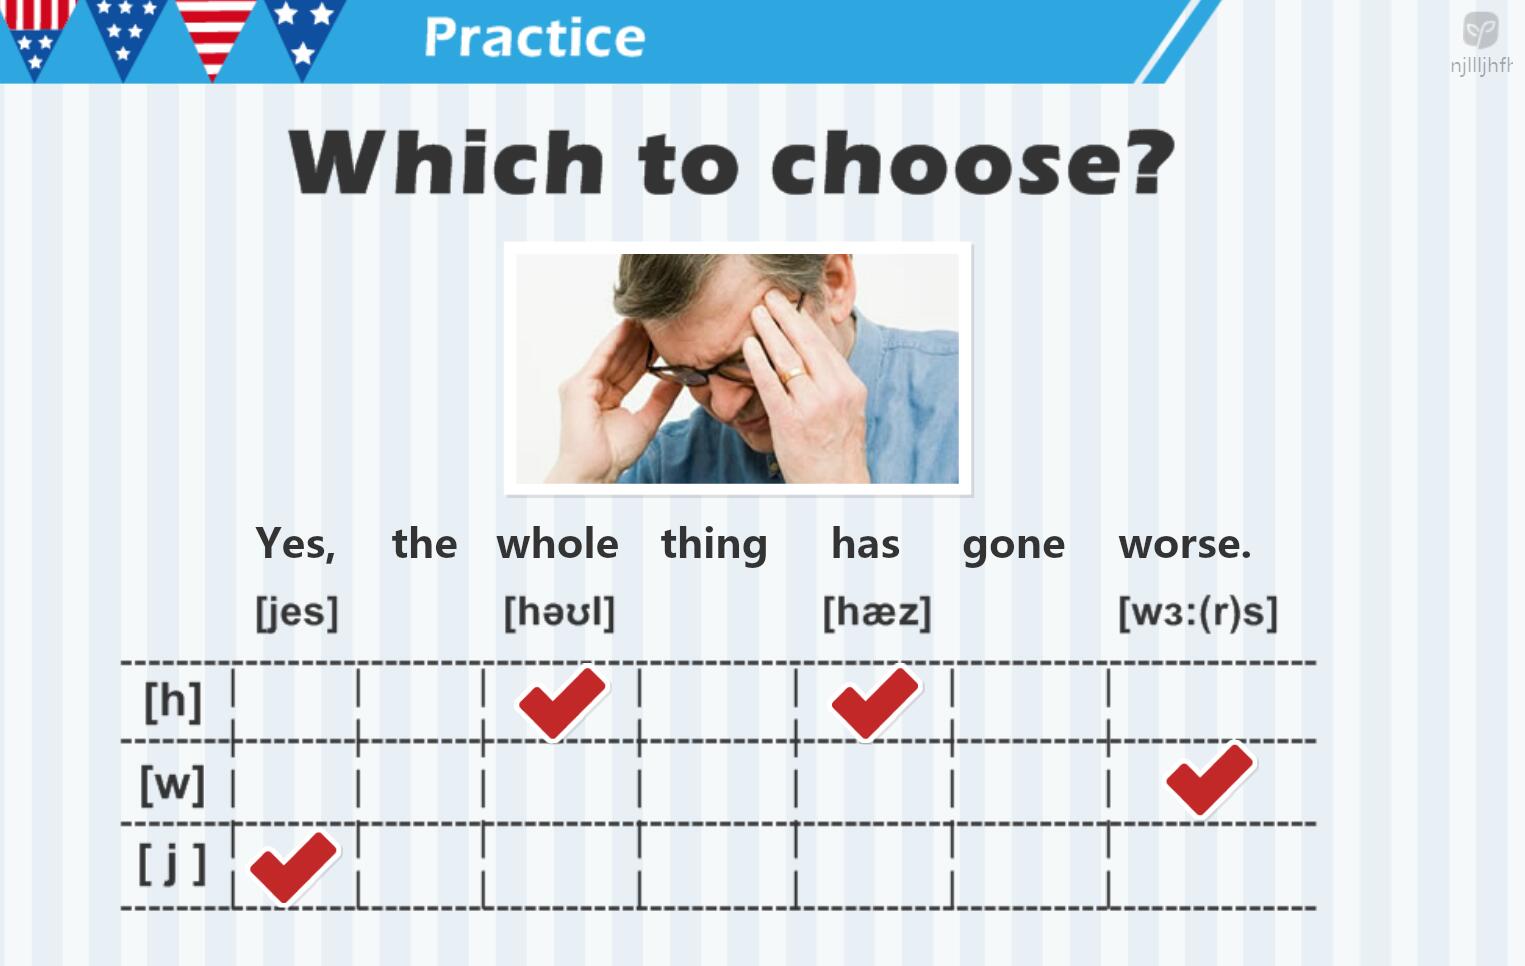 Practice
njllljhfh
Which to choose?
Yes, the whole thing has gone worse.
[jes] [həʊl] [hæz] [wɜ:(r)s]
[h]
[w]
[ j ]